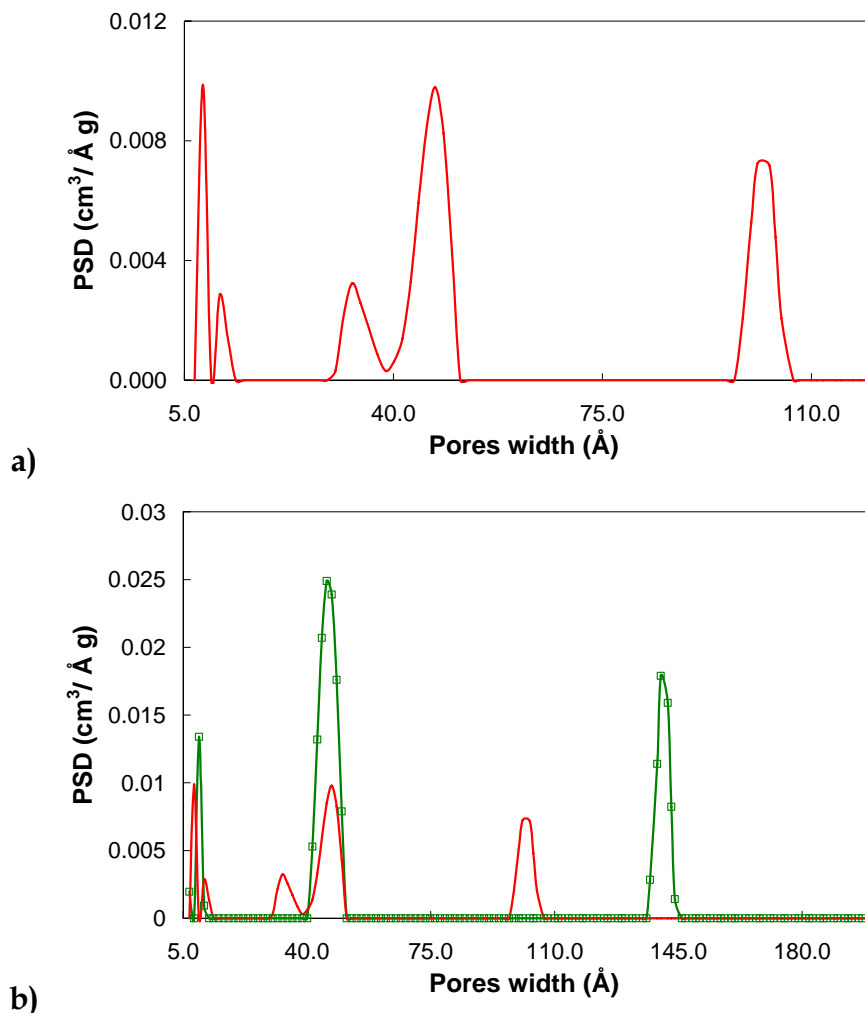 0.012
0.008
0.004
0.000
PSD (cm³/ Å g)
5.0 40.0 75.0 110.0
Pores width (Å)
a)
0.03
0.025
0.02
0.015
0.01
0.005
0
PSD (cm³/ Å g)
5.0 40.0 75.0 110.0 145.0 180.0
Pores width (Å)
b)